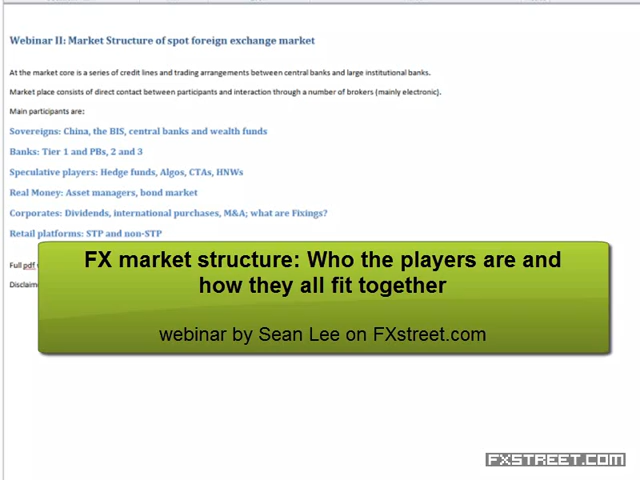 Webinar II: Market Structure of spot foreign exchange market
At the market core is a series of credit lines and trading arrangements between central banks and large institutional banks.
Market place consists of direct contact between participants and interaction through a number of brokers (mainly electronic).
Main participants are:
Sovereigns: China, the BIS, central banks and wealth funds
Banks: Tier 1 and PBs, 2 and 3
Speculative players: Hedge funds, Algos, CTAs, HNWs
Real Money: Asset managers, bond market
Corporates: Dividends, international purchases, M&A; what are Fixings?
Retail platforms: STP and non-STP
Full pdf
Disclaime
FX market structure: Who the players are and
how they all fit together
webinar by Sean Lee on FXstreet.com
FXSTREET.COM